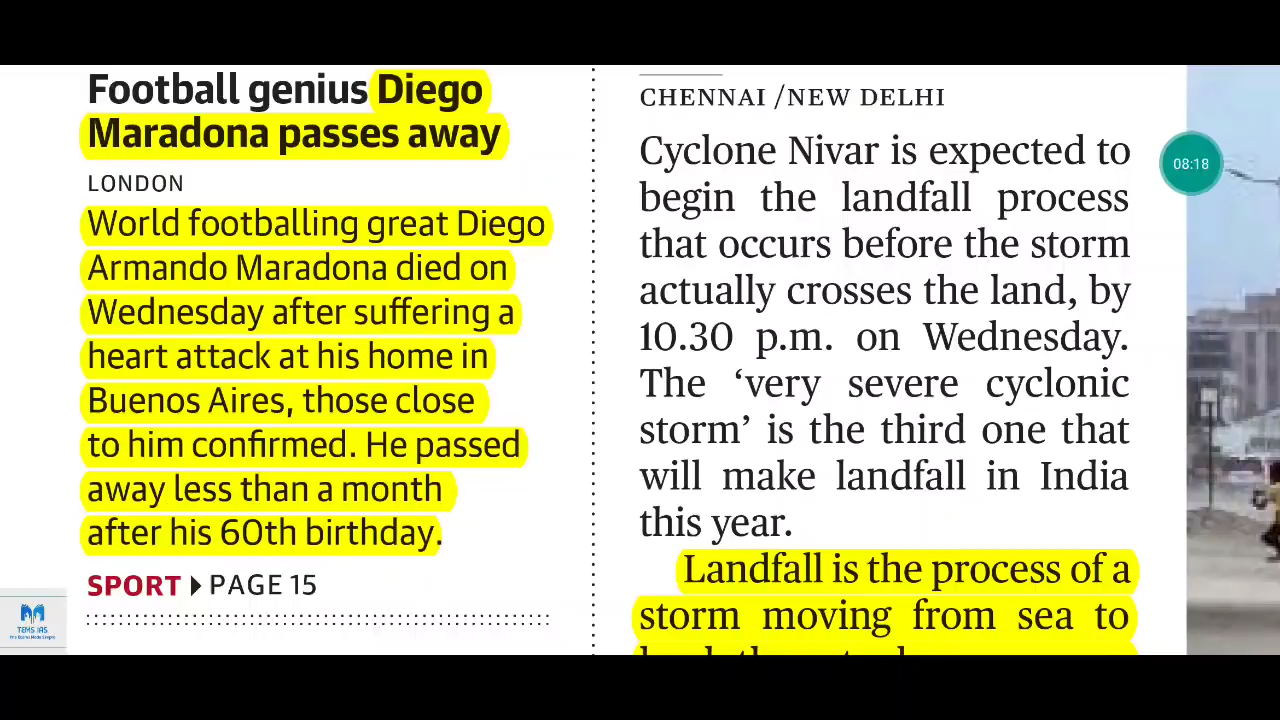 Football genius Diego
Maradona passes away
LONDON
World footballing great Diego
Armando Maradona died on
Wednesday after suffering a
heart attack at his home in
Buenos Aires, those close
to him confirmed. He passed
away less than a month
after his 60th birthday.
SPORT PAGE 15
TEMS IAS
CHENNAI /NEW DELHI
Cyclone Nivar is expected to
begin the landfall process
that occurs before the storm
actually crosses the land, by
10.30 p.m. on Wednesday.
The ‘very severe cyclonic
storm’ is the third one that
will make landfall in India
this year.
Landfall is the process of a
storm moving from sea to
08:18